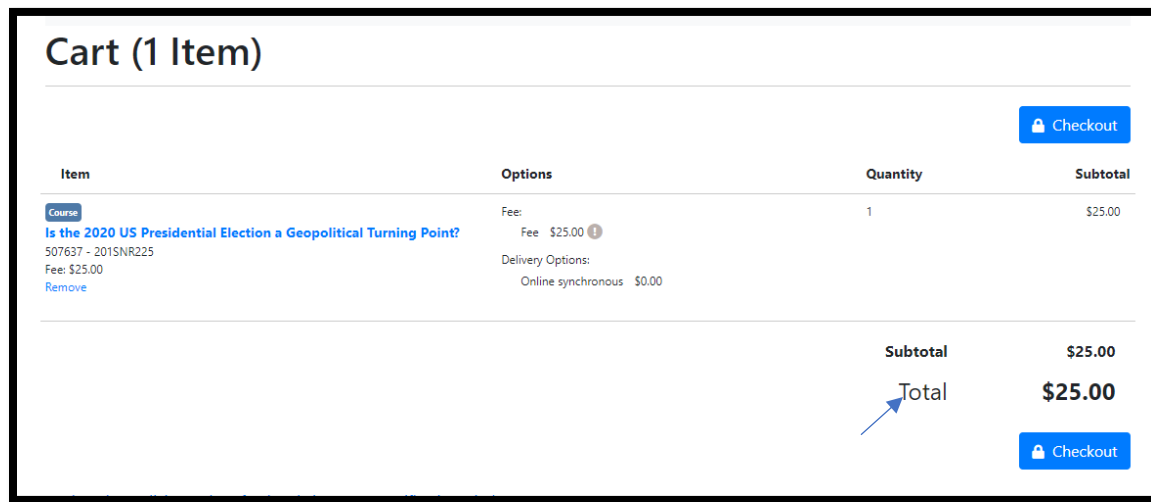 Cart (1 Item)
Checkout
Item Options Quantity Subtotal
Course
Is the 2020 US Presidential Election a Geopolitical Turning Point?
507637 - 201SNR225
Fee: $25.00
Remove
Fee:
Fee $25.00
Delivery Options:
Online synchronous $0.00
1
$25.00
Subtotal $25.00
Total $25.00
Checkout